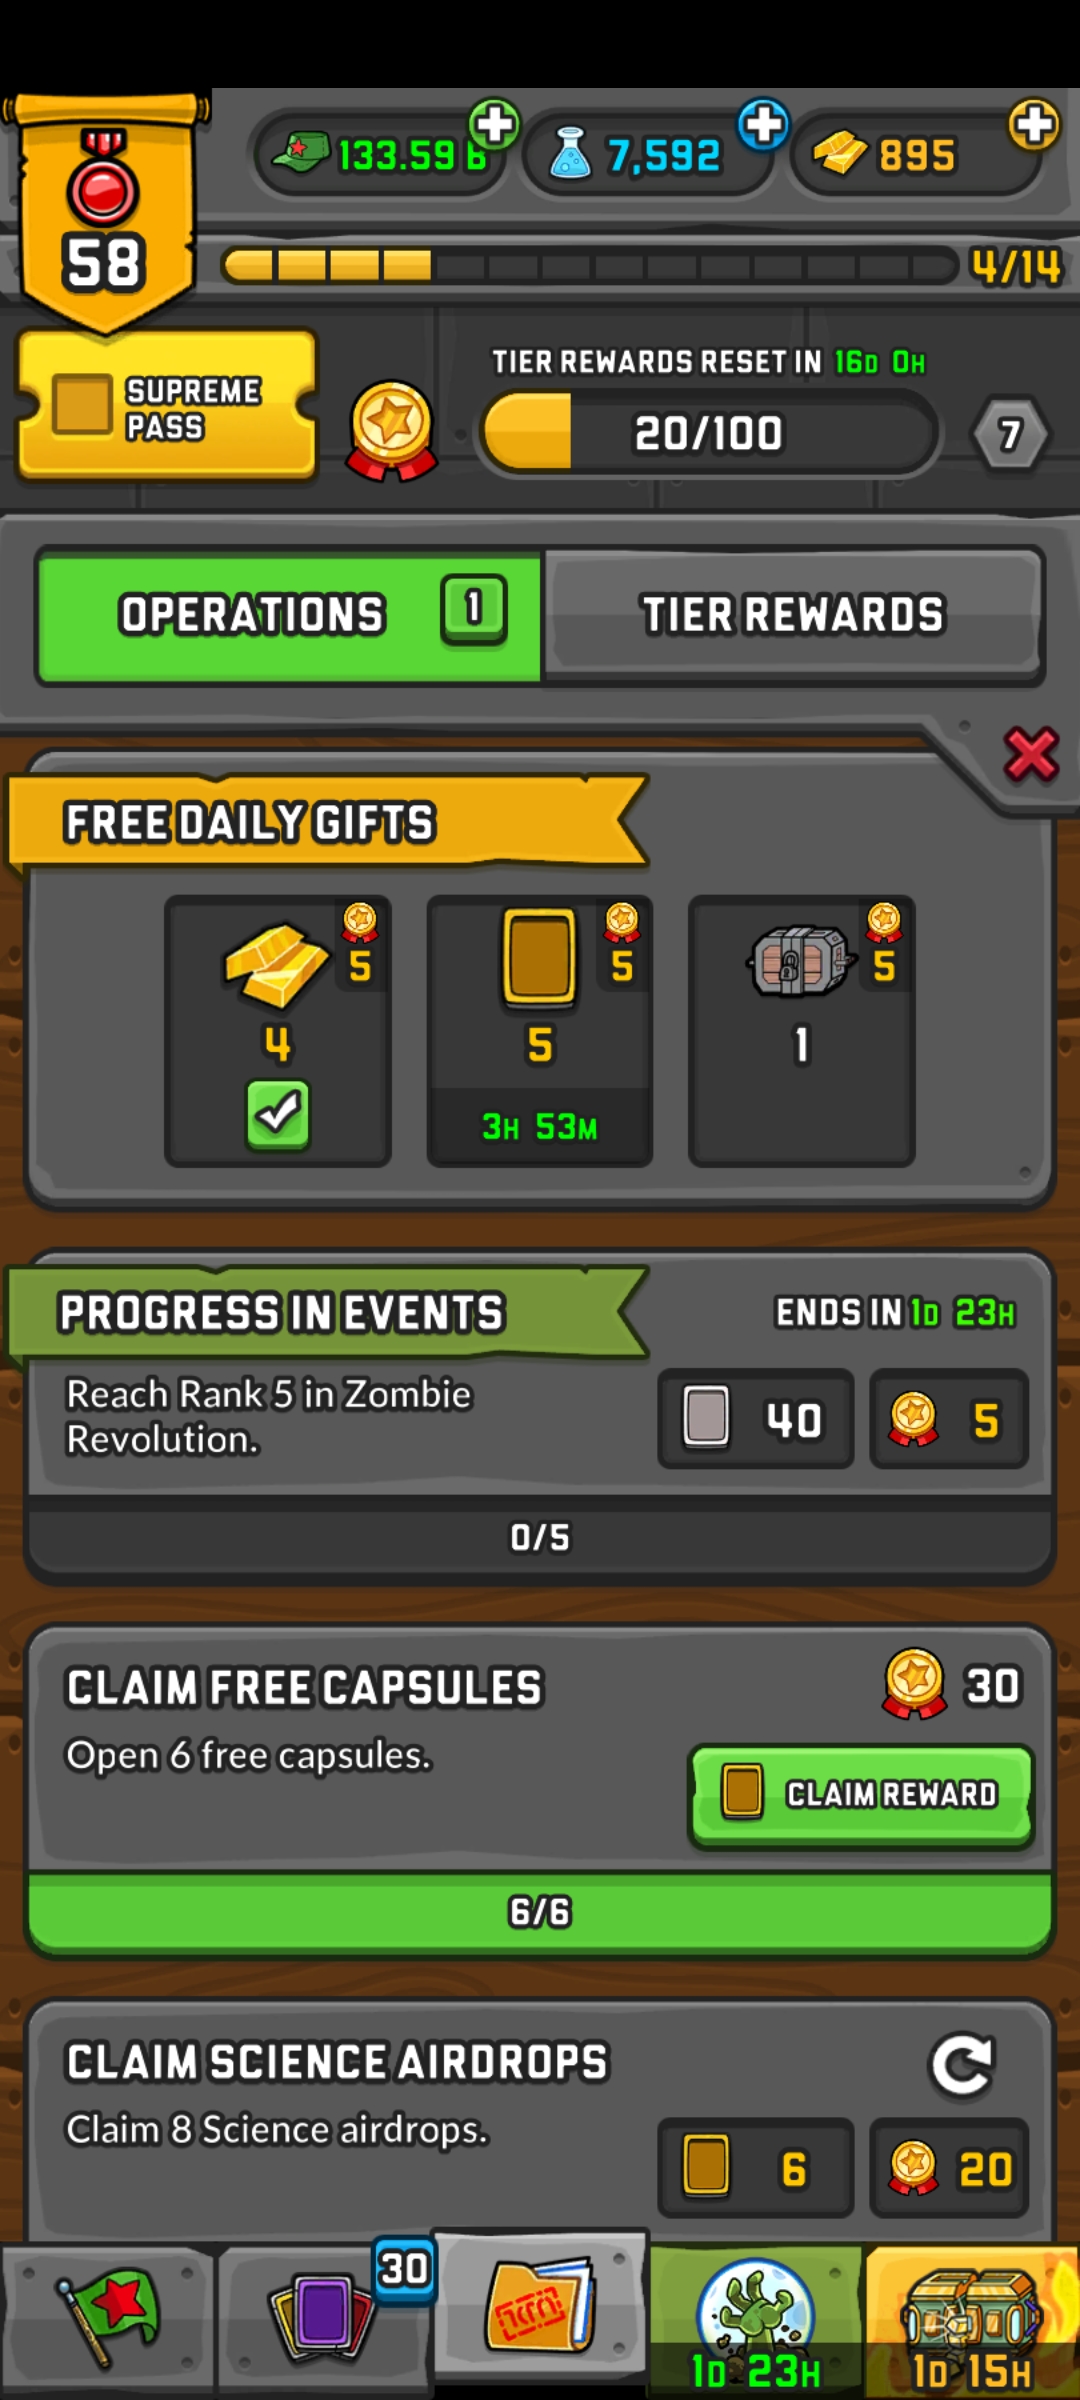 133.59 B
7,592
895
58
4/14
TIER REWARDS RESET IN 16D 0H
SUPREME
PASS
20/100
7
OPERATIONS 1
TIER REWARDS
FREE DAILY GIFTS
5
5
5
4
5
1
3H 53M
PROGRESS IN EVENTS
ENDS IN 1D 23H
Reach Rank 5 in Zombie
Revolution.
40
5
0/5
CLAIM FREE CAPSULES
30
Open 6 free capsules.
CLAIM REWARD
6/6
CLAIM SCIENCE AIRDROPS
Claim 8 Science airdrops.
6
20
30
1D 23H
1D 15H